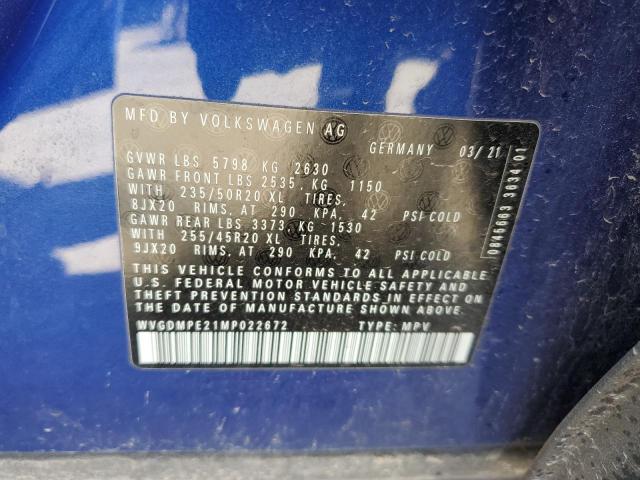 MFD BY VOLKSWAGEN AG
GERMANY 03/21
GVWR LBS 5798 KG 2630
GAWR FRONT LBS 2535 KG 1150
WITH 235/50R20 XL TIRES,
8JX20 RIMS, AT 290 KPA, 42 PSI COLD
GAWR REAR LBS 3373 KG 1530
WITH 255/45R20 XL TIRES,
9JX20 RIMS, AT 290 KPA, 42 PSI COLD
THIS VEHICLE CONFORMS TO ALL APPLICABLE
U.S. FEDERAL MOTOR VEHICLE SAFETY AND
THEFT PREVENTION STANDARDS IN EFFECT ON
THE DATE OF MANUFACTURE SHOWN ABOVE
WVGDMPE21MP022672 TYPE: MPV